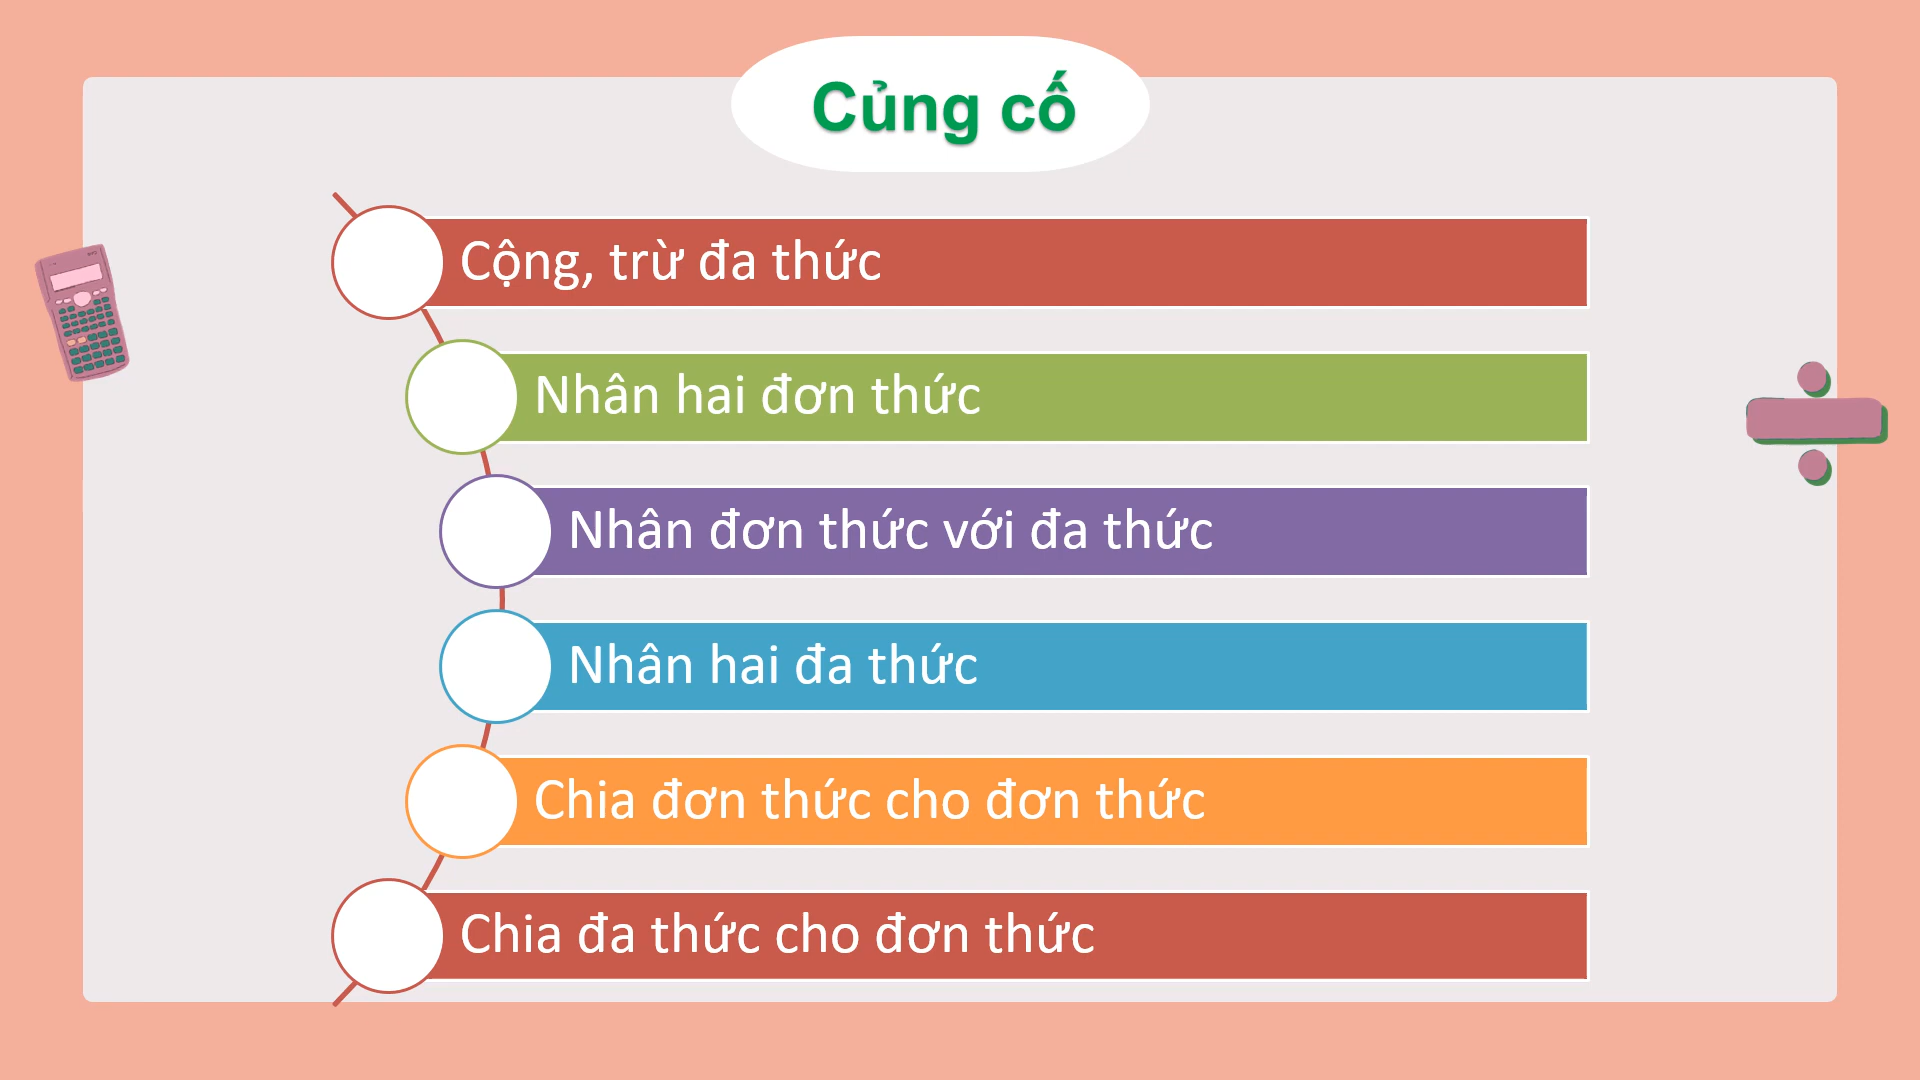 Củng cố
Cộng, trừ đa thức
Nhân hai đơn thức
Nhân đơn thức với đa thức
Nhân hai đa thức
Chia đơn thức cho đơn thức
Chia đa thức cho đơn thức